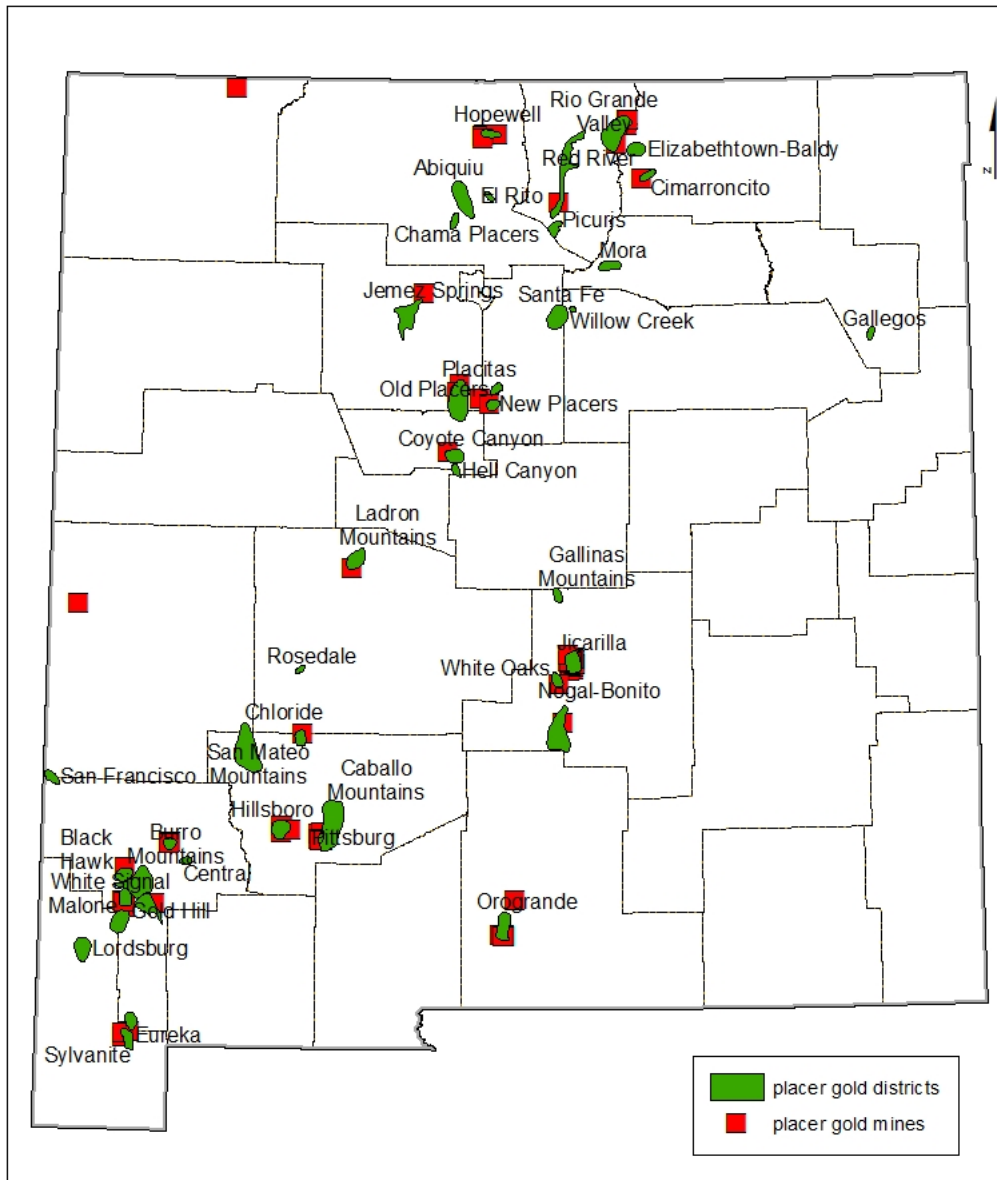 Rio Grande
Valley
Hopewell
Elizabethtown-Baldy
Red River
Abiquiu
El Rito
Cimarroncito
Picuris
Chama Placers
Mora
Jemez Springs
Santa Fe
Willow Creek
Gallegos
Placitas
Old Placers
New Placers
Coyote Canyon
Hell Canyon
Ladron
Mountains
Gallinas
Mountains
Jicarilla
Rosedale
White Oaks
Nogal-Bonito
Chloride
San Mateo
Mountains
San Francisco
Caballo
Mountains
Hillsboro
Pittsburg
Black
Hawk
Burro
Mountains
Central
White Signal
Malone
Gold Hill
Orogrande
Lordsburg
Eureka
Sylvanite
N
placer gold districts
placer gold mines